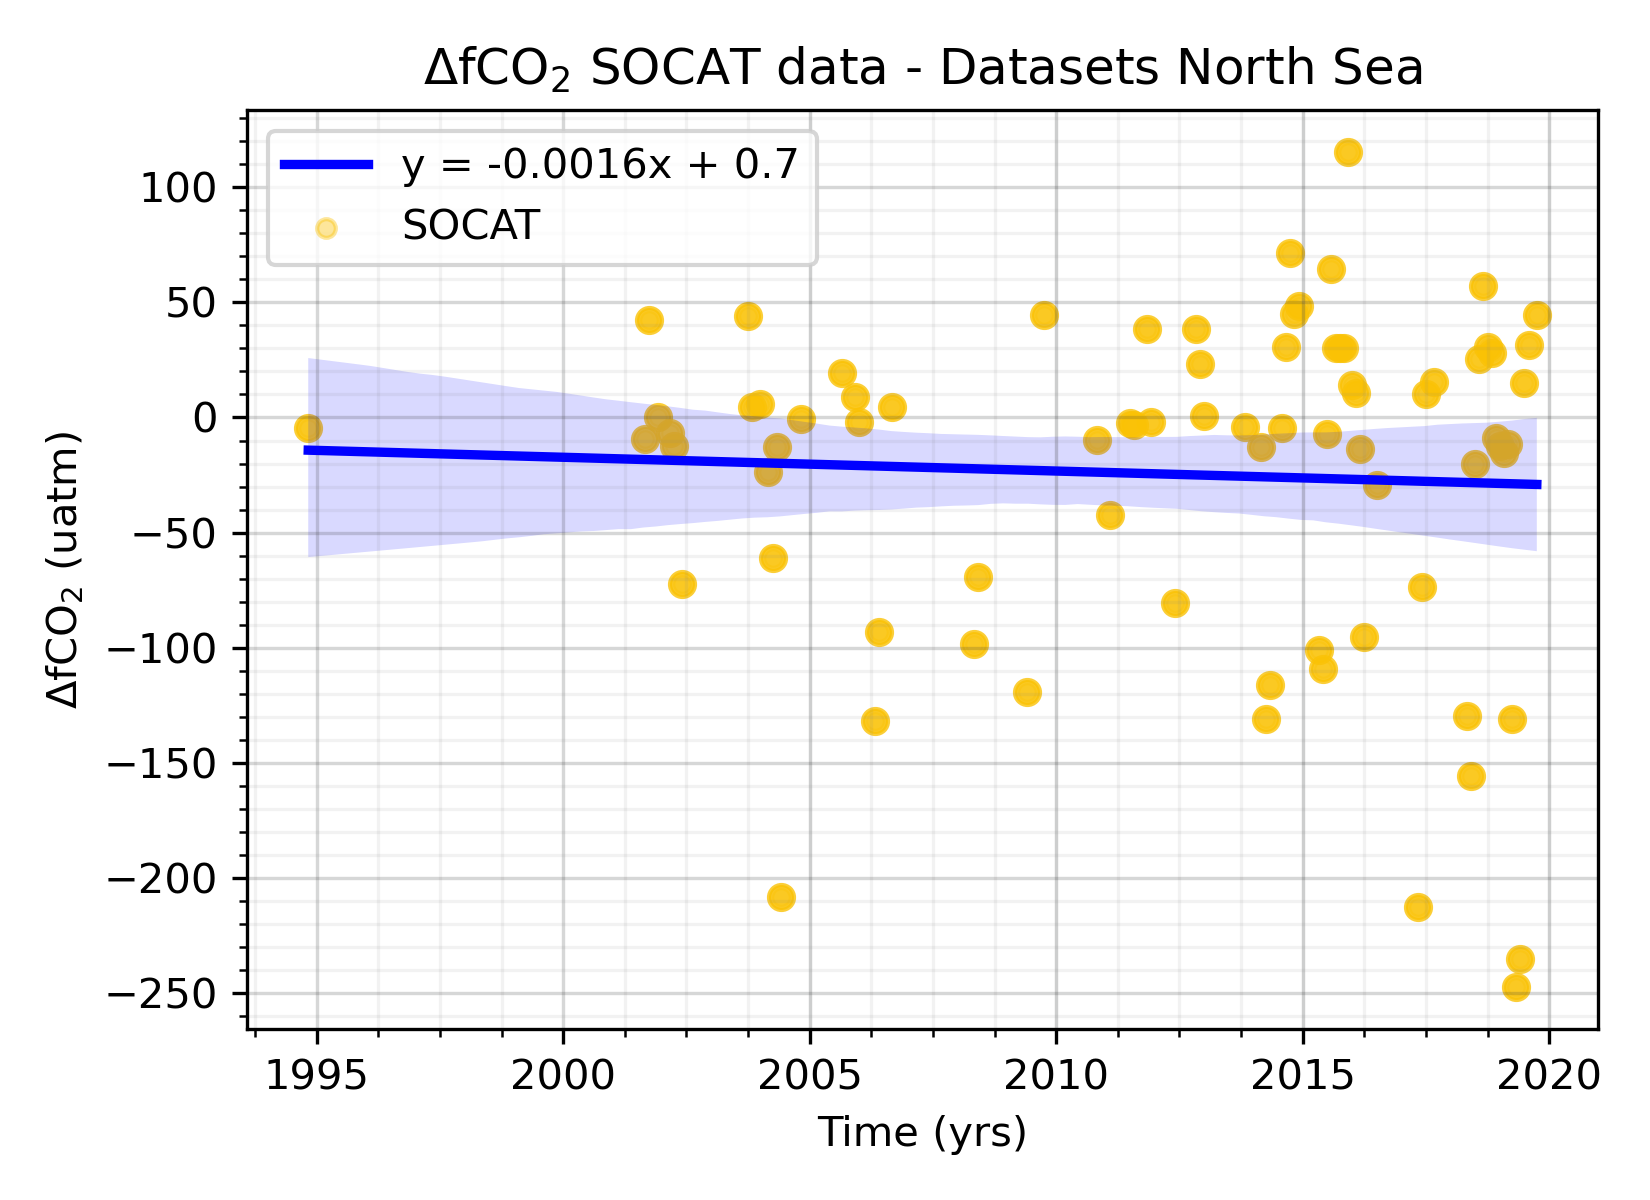 ΔfCO₂ SOCAT data - Datasets North Sea
y = -0.0016x + 0.7
SOCAT
ΔfCO₂ (uatm)
100
50
0
−50
−100
−150
−200
−250
1995 2000 2005 2010 2015 2020
Time (yrs)